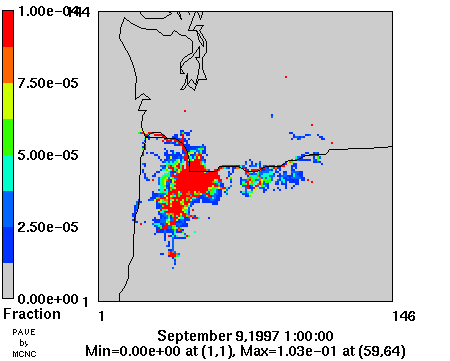 1.00e-04
144
7.50e-05
5.00e-05
2.50e-05
0.00e+00
1
Fraction
1
146
PAVE
by
MCNC
September 9,1997 1:00:00
Min=0.00e+00 at (1,1), Max=1.03e-01 at (59,64)